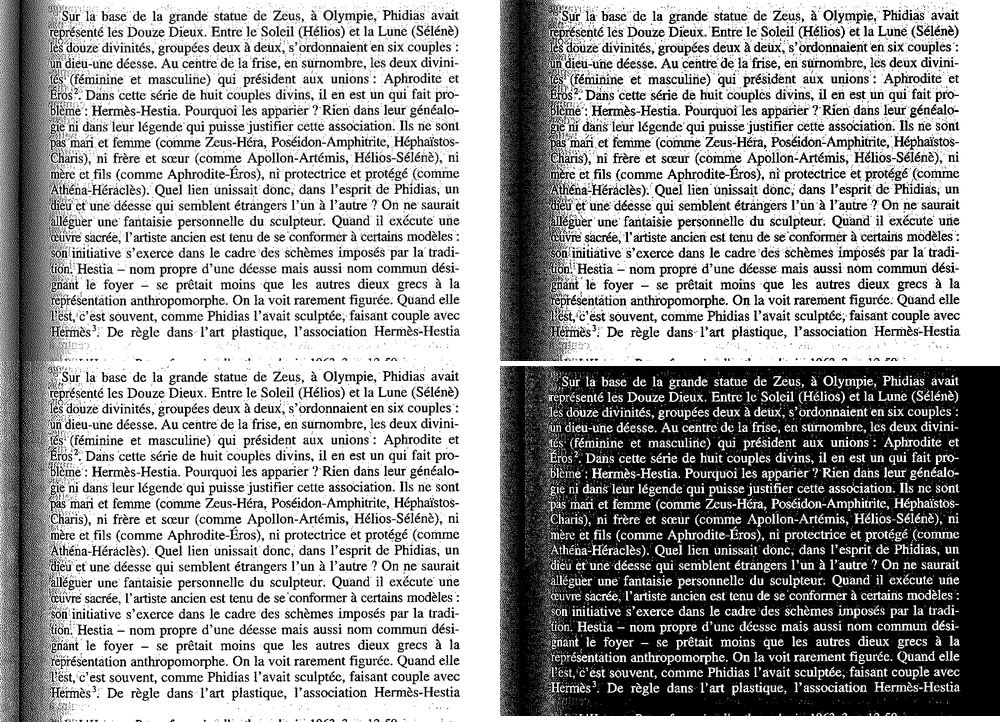 Sur la base de la grande statue de Zeus, à Olympie, Phidias avait
représenté les Douze Dieux. Entre le Soleil (Hélios) et la Lune (Sélénè)
les douze divinités, groupées deux à deux, s'ordonnaient en six couples :
un dieu-une déesse. Au centre de la frise, en surnombre, les deux divini-
tés (féminine et masculine) qui président aux unions : Aphrodite et
Éros². Dans cette série de huit couples divins, il en est un qui fait pro-
blème : Hermès-Hestia. Pourquoi les apparier ? Rien dans leur généalo-
gie ni dans leur légende qui puisse justifier cette association. Ils ne sont
pas mari et femme (comme Zeus-Héra, Poséidon-Amphitrite, Héphaïstos-
Charis), ni frère et sœur (comme Apollon-Artémis, Hélios-Sélénè), ni
mère et fils (comme Aphrodite-Éros), ni protectrice et protégé (comme
Athéna-Héraclès). Quel lien unissait donc, dans l'esprit de Phidias, un
dieu et une déesse qui semblent étrangers l'un à l'autre ? On ne saurait
alléguer une fantaisie personnelle du sculpteur. Quand il exécute une
œuvre sacrée, l'artiste ancien est tenu de se conformer à certains modèles :
son initiative s'exerce dans le cadre des schèmes imposés par la tradi-
tion. Hestia – nom propre d'une déesse mais aussi nom commun dési-
gnant le foyer – se prêtait moins que les autres dieux grecs à la
représentation anthropomorphe. On la voit rarement figurée. Quand elle
l'est, c'est souvent, comme Phidias l'avait sculptée, faisant couple avec
Hermès³. De règle dans l'art plastique, l'association Hermès-Hestia
Sur la base de la grande statue de Zeus, à Olympie, Phidias avait
représenté les Douze Dieux. Entre le Soleil (Hélios) et la Lune (Sélénè)
les douze divinités, groupées deux à deux, s'ordonnaient en six couples :
un dieu-une déesse. Au centre de la frise, en surnombre, les deux divini-
tés (féminine et masculine) qui président aux unions : Aphrodite et
Éros². Dans cette série de huit couples divins, il en est un qui fait pro-
blème : Hermès-Hestia. Pourquoi les apparier ? Rien dans leur généalo-
gie ni dans leur légende qui puisse justifier cette association. Ils ne sont
pas mari et femme (comme Zeus-Héra, Poséidon-Amphitrite, Héphaïstos-
Charis), ni frère et sœur (comme Apollon-Artémis, Hélios-Sélénè), ni
mère et fils (comme Aphrodite-Éros), ni protectrice et protégé (comme
Athéna-Héraclès). Quel lien unissait donc, dans l'esprit de Phidias, un
dieu et une déesse qui semblent étrangers l'un à l'autre ? On ne saurait
alléguer une fantaisie personnelle du sculpteur. Quand il exécute une
œuvre sacrée, l'artiste ancien est tenu de se conformer à certains modèles :
son initiative s'exerce dans le cadre des schèmes imposés par la tradi-
tion. Hestia – nom propre d'une déesse mais aussi nom commun dési-
gnant le foyer – se prêtait moins que les autres dieux grecs à la
représentation anthropomorphe. On la voit rarement figurée. Quand elle
l'est, c'est souvent, comme Phidias l'avait sculptée, faisant couple avec
Hermès³. De règle dans l'art plastique, l'association Hermès-Hestia
Sur la base de la grande statue de Zeus, à Olympie, Phidias avait
représenté les Douze Dieux. Entre le Soleil (Hélios) et la Lune (Sélénè)
les douze divinités, groupées deux à deux, s'ordonnaient en six couples :
un dieu-une déesse. Au centre de la frise, en surnombre, les deux divini-
tés (féminine et masculine) qui président aux unions : Aphrodite et
Éros². Dans cette série de huit couples divins, il en est un qui fait pro-
blème : Hermès-Hestia. Pourquoi les apparier ? Rien dans leur généalo-
gie ni dans leur légende qui puisse justifier cette association. Ils ne sont
pas mari et femme (comme Zeus-Héra, Poséidon-Amphitrite, Héphaïstos-
Charis), ni frère et sœur (comme Apollon-Artémis, Hélios-Sélénè), ni
mère et fils (comme Aphrodite-Éros), ni protectrice et protégé (comme
Athéna-Héraclès). Quel lien unissait donc, dans l'esprit de Phidias, un
dieu et une déesse qui semblent étrangers l'un à l'autre ? On ne saurait
alléguer une fantaisie personnelle du sculpteur. Quand il exécute une
œuvre sacrée, l'artiste ancien est tenu de se conformer à certains modèles :
son initiative s'exerce dans le cadre des schèmes imposés par la tradi-
tion. Hestia – nom propre d'une déesse mais aussi nom commun dési-
gnant le foyer – se prêtait moins que les autres dieux grecs à la
représentation anthropomorphe. On la voit rarement figurée. Quand elle
l'est, c'est souvent, comme Phidias l'avait sculptée, faisant couple avec
Hermès³. De règle dans l'art plastique, l'association Hermès-Hestia
Sur la base de la grande statue de Zeus, à Olympie, Phidias avait
représenté les Douze Dieux. Entre le Soleil (Hélios) et la Lune (Sélénè)
les douze divinités, groupées deux à deux, s'ordonnaient en six couples :
un dieu-une déesse. Au centre de la frise, en surnombre, les deux divini-
tés (féminine et masculine) qui président aux unions : Aphrodite et
Éros². Dans cette série de huit couples divins, il en est un qui fait pro-
blème : Hermès-Hestia. Pourquoi les apparier ? Rien dans leur généalo-
gie ni dans leur légende qui puisse justifier cette association. Ils ne sont
pas mari et femme (comme Zeus-Héra, Poséidon-Amphitrite, Héphaïstos-
Charis), ni frère et sœur (comme Apollon-Artémis, Hélios-Sélénè), ni
mère et fils (comme Aphrodite-Éros), ni protectrice et protégé (comme
Athéna-Héraclès). Quel lien unissait donc, dans l'esprit de Phidias, un
dieu et une déesse qui semblent étrangers l'un à l'autre ? On ne saurait
alléguer une fantaisie personnelle du sculpteur. Quand il exécute une
œuvre sacrée, l'artiste ancien est tenu de se conformer à certains modèles :
son initiative s'exerce dans le cadre des schèmes imposés par la tradi-
tion. Hestia – nom propre d'une déesse mais aussi nom commun dési-
gnant le foyer – se prêtait moins que les autres dieux grecs à la
représentation anthropomorphe. On la voit rarement figurée. Quand elle
l'est, c'est souvent, comme Phidias l'avait sculptée, faisant couple avec
Hermès³. De règle dans l'art plastique, l'association Hermès-Hestia